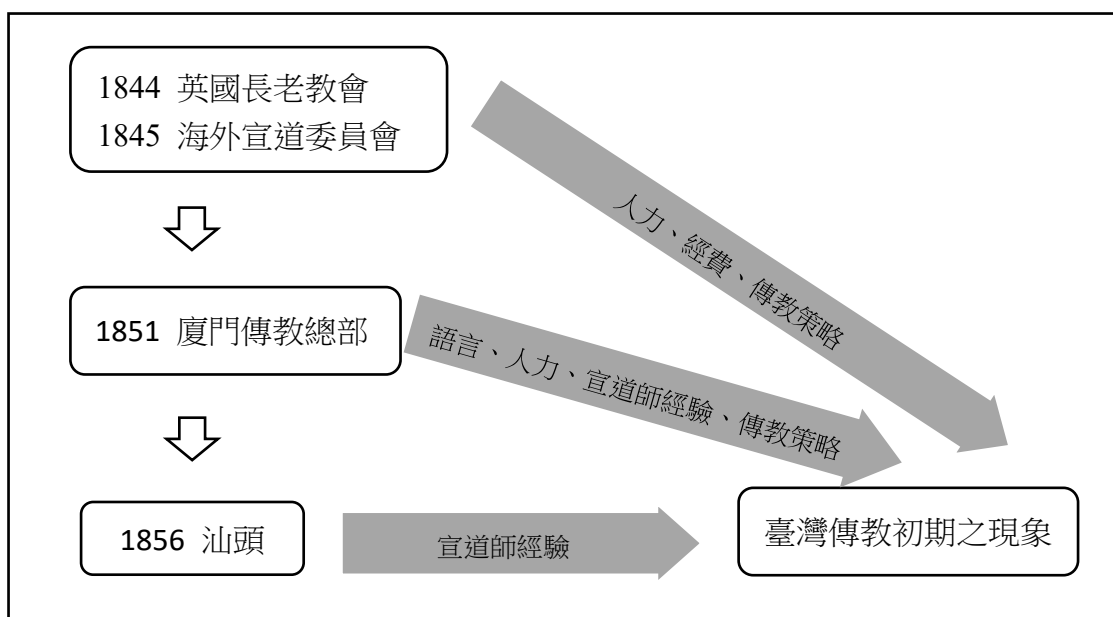 1844 英國長老教會
1845 海外宣道委員會
人力、經費、傳教策略
1851 廈門傳教總部
語言、人力、宣道師經驗、傳教策略
1856 汕頭
宣道師經驗
臺灣傳教初期之現象